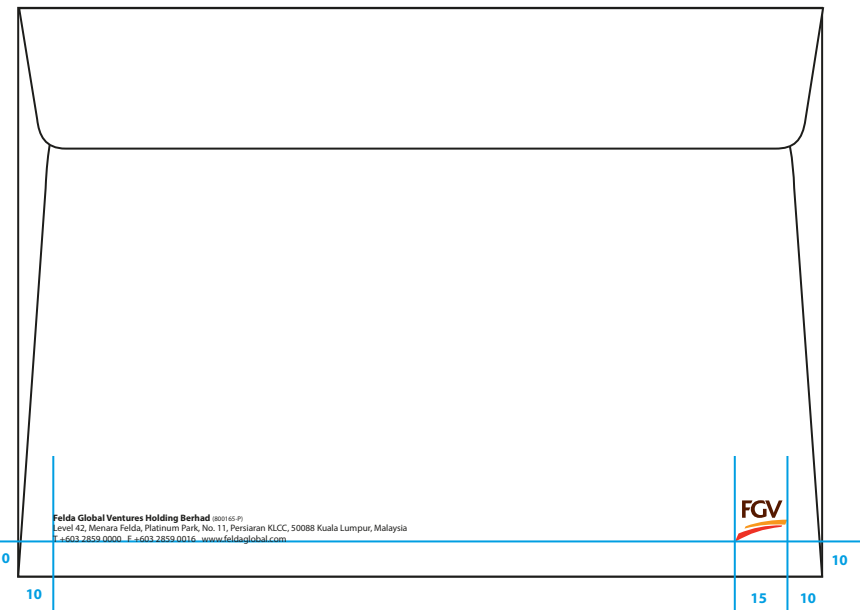 Felda Global Ventures Holding Berhad (800165-P)
Level 42, Menara Felda, Platinum Park, No. 11, Persiaran KLCC, 50088 Kuala Lumpur, Malaysia
T +603 2859 0000 F +603 2859 0016 www.feldaglobal.com
FGV
0
10
10
15
10